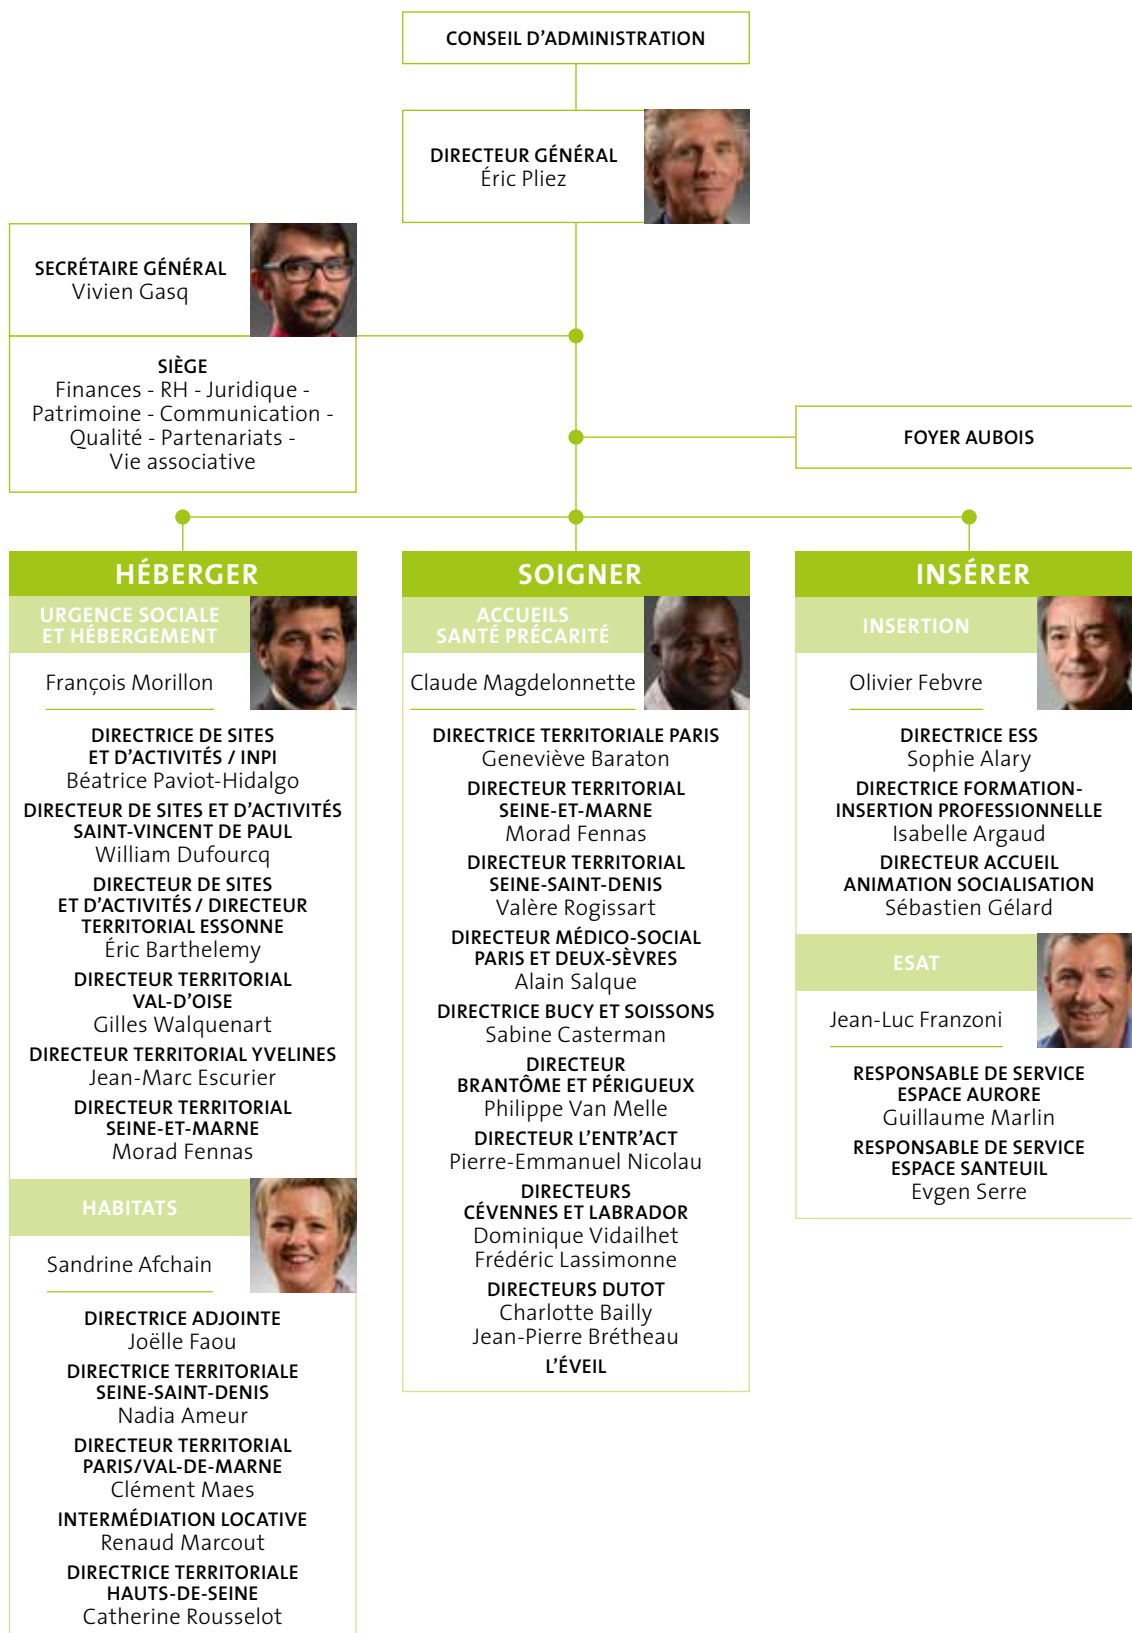 CONSEIL D'ADMINISTRATION
DIRECTEUR GÉNÉRAL
Éric Pliez
SECRÉTAIRE GÉNÉRAL
Vivien Gasq
SIÈGE
Finances - RH - Juridique -
Patrimoine - Communication -
Qualité - Partenariats -
Vie associative
FOYER AUBOIS
HÉBERGER
URGENCE SOCIALE
ET HÉBERGEMENT
François Morillon
DIRECTRICE DE SITES
ET D'ACTIVITÉS / INPI
Béatrice Paviot-Hidalgo
DIRECTEUR DE SITES ET D'ACTIVITÉS
SAINT-VINCENT DE PAUL
William Dufourcq
DIRECTEUR DE SITES
ET D'ACTIVITÉS / DIRECTEUR
TERRITORIAL ESSONNE
Éric Barthelemy
DIRECTEUR TERRITORIAL
VAL-D'OISE
Gilles Walquenart
DIRECTEUR TERRITORIAL YVELINES
Jean-Marc Escurier
DIRECTEUR TERRITORIAL
SEINE-ET-MARNE
Morad Fennas
HABITATS
Sandrine Afchain
DIRECTRICE ADJOINTE
Joëlle Faou
DIRECTRICE TERRITORIALE
SEINE-SAINT-DENIS
Nadia Ameur
DIRECTEUR TERRITORIAL
PARIS/VAL-DE-MARNE
Clément Maes
INTERMÉDIATION LOCATIVE
Renaud Marcout
DIRECTRICE TERRITORIALE
HAUTS-DE-SEINE
Catherine Rousselot
SOIGNER
ACCUEILS
SANTÉ PRÉCARITÉ
Claude Magdelonnette
DIRECTRICE TERRITORIALE PARIS
Geneviève Baraton
DIRECTEUR TERRITORIAL
SEINE-ET-MARNE
Morad Fennas
DIRECTEUR TERRITORIAL
SEINE-SAINT-DENIS
Valère Rogissart
DIRECTEUR MÉDICO-SOCIAL
PARIS ET DEUX-SÈVRES
Alain Salque
DIRECTRICE BUCY ET SOISSONS
Sabine Casterman
DIRECTEUR
BRANTÔME ET PÉRIGUEUX
Philippe Van Melle
DIRECTEUR L'ENTR'ACT
Pierre-Emmanuel Nicolau
DIRECTEURS
CÉVENNES ET LABRADOR
Dominique Vidailhet
Frédéric Lassimonne
DIRECTEURS DUTOT
Charlotte Bailly
Jean-Pierre Brétheau
L'ÉVEIL
INSÉRER
INSERTION
Olivier Febvre
DIRECTRICE ESS
Sophie Alary
DIRECTRICE FORMATION-
INSERTION PROFESSIONNELLE
Isabelle Argaud
DIRECTEUR ACCUEIL
ANIMATION SOCIALISATION
Sébastien Gélard
ESAT
Jean-Luc Franzoni
RESPONSABLE DE SERVICE
ESPACE AURORE
Guillaume Marlin
RESPONSABLE DE SERVICE
ESPACE SANTEUIL
Evgen Serre